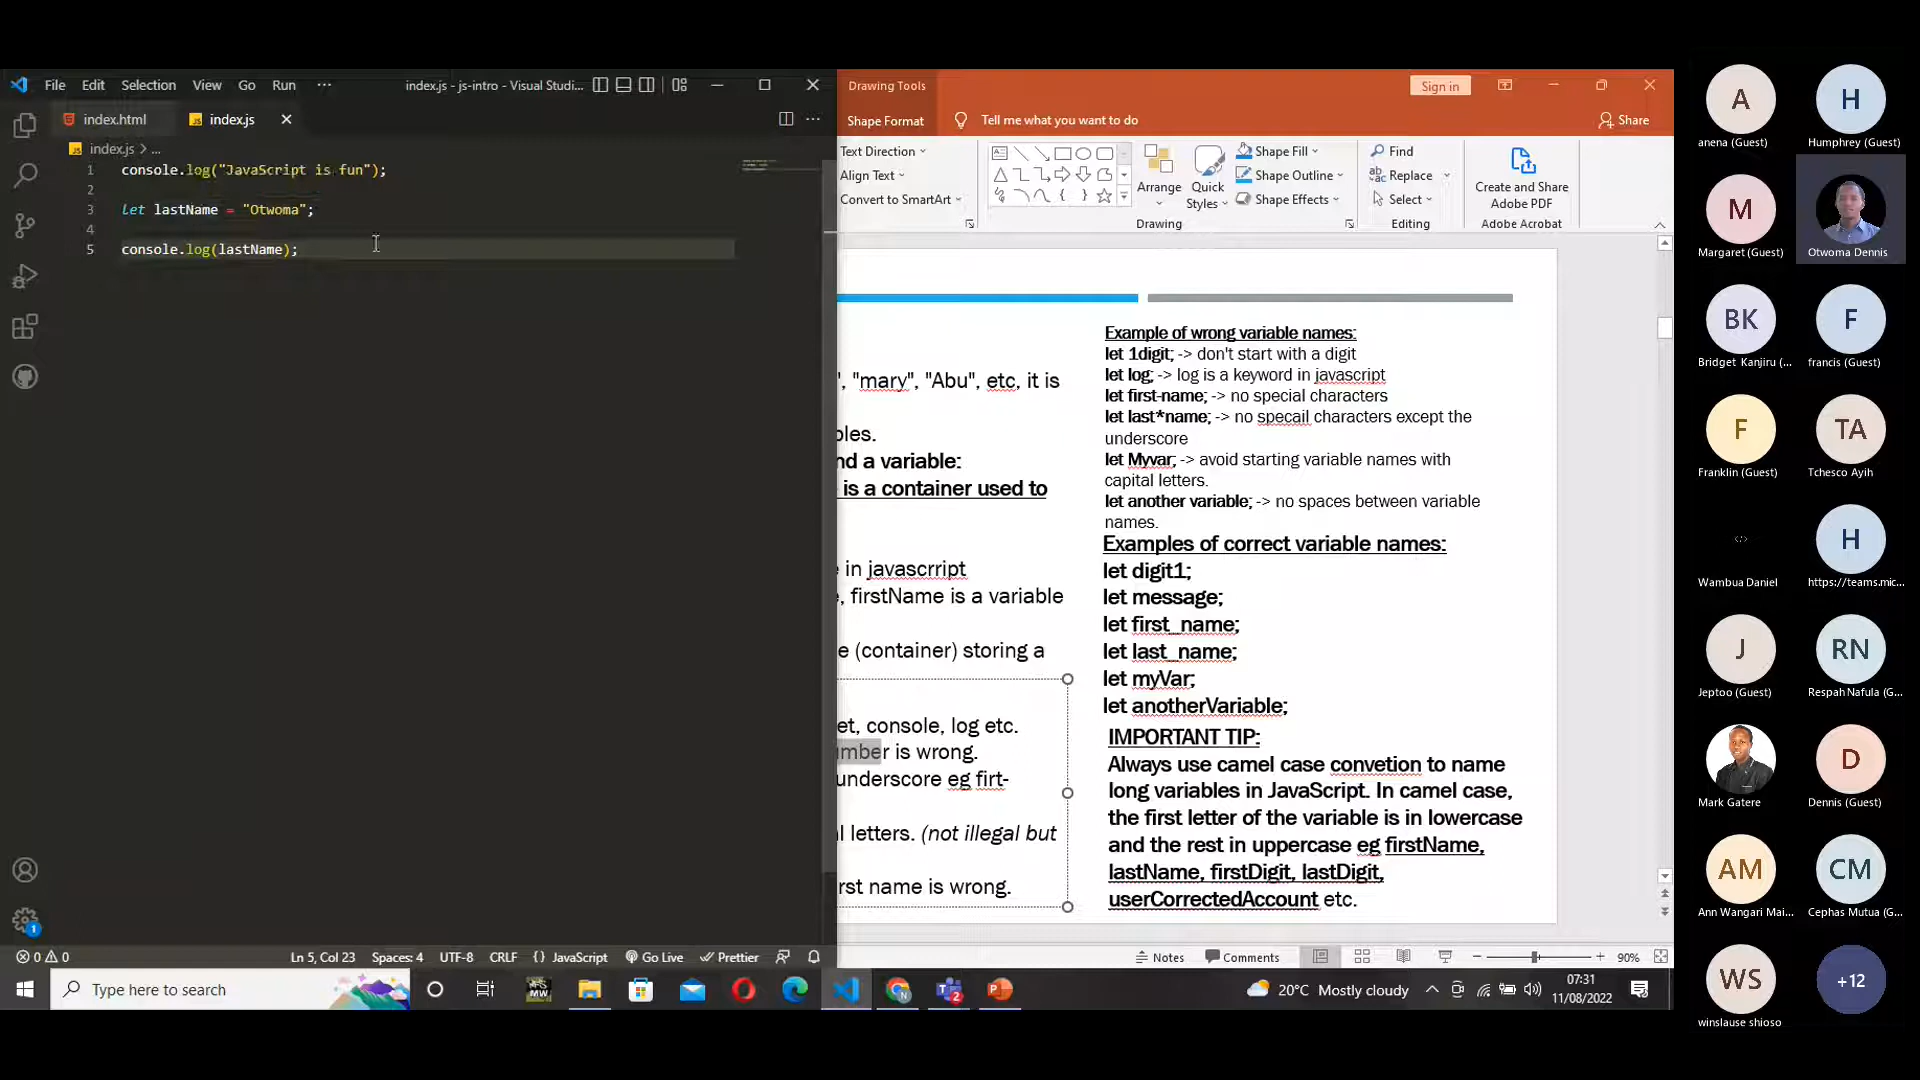 File Edit Selection View Go Run ··· index.js - js-intro - Visual Studi...
index.html
JS index.js
JS index.js > ...
1 console.log("JavaScript is fun");
2
3 let lastName = "Otwoma";
4
5 console.log(lastName);
0 0
Ln 5, Col 23 Spaces: 4 UTF-8 CRLF {} JavaScript Go Live Prettier
1
Drawing Tools
Sign in
Shape Format
Tell me what you want to do
Share
Text Direction
Align Text
Convert to SmartArt
Arrange
Quick Styles
Shape Fill
Shape Outline
Shape Effects
Drawing
Find
Replace
Select
Editing
Create and Share
Adobe PDF
Adobe Acrobat
", "mary", "Abu", etc, it is
bles.
nd a variable:
is a container used to
in javascrript
, firstName is a variable
e (container) storing a
et, console, log etc.
umber is wrong.
underscore eg firt-
l letters. (not illegal but
rst name is wrong.
Example of wrong variable names:
let 1digit; -> don't start with a digit
let log; -> log is a keyword in javascript
let first-name; -> no special characters
let last*name; -> no specail characters except the
underscore
let Myvar; -> avoid starting variable names with
capital letters.
let another variable; -> no spaces between variable
names.
Examples of correct variable names:
let digit1;
let message;
let first_name;
let last_name;
let myVar;
let anotherVariable;
IMPORTANT TIP:
Always use camel case convetion to name
long variables in JavaScript. In camel case,
the first letter of the variable is in lowercase
and the rest in uppercase eg firstName,
lastName, firstDigit, lastDigit,
userCorrectedAccount etc.
Notes Comments 90%
Type here to search
MW
2
20°C Mostly cloudy
07:31
11/08/2022
A
anena (Guest)
H
Humphrey (Guest)
M
Margaret (Guest)
Otwoma Dennis
BK
Bridget Kanjiru (...
F
francis (Guest)
F
Franklin (Guest)
TA
Tchesco Ayih
Wambua Daniel
H
https://teams.mic...
J
Jeptoo (Guest)
RN
Respah Nafula (G...
Mark Gatere
D
Dennis (Guest)
AM
Ann Wangari Mai...
CM
Cephas Mutua (G...
WS
winslause shioso
+12